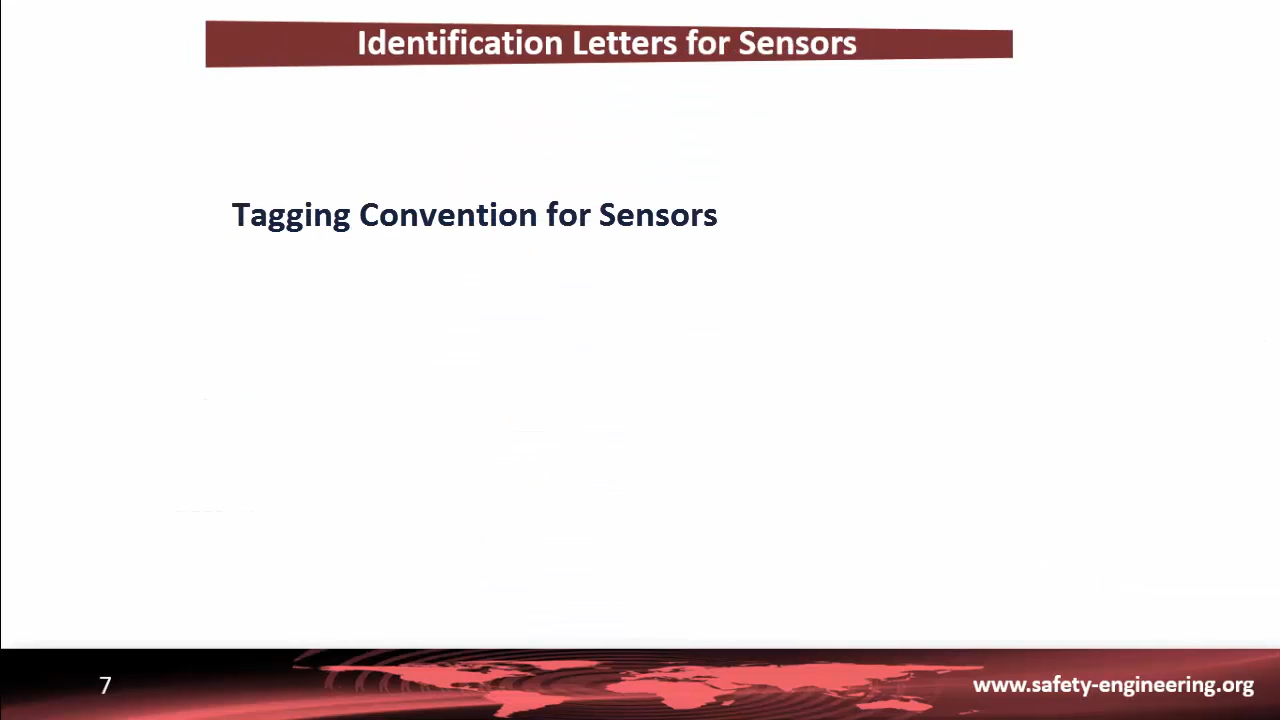 Identification Letters for Sensors
Tagging Convention for Sensors
7
www.safety-engineering.org